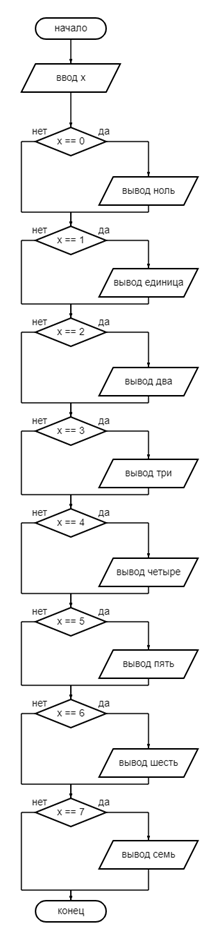 начало
ввод x
нет
да
x == 0
вывод ноль
нет
да
x == 1
вывод единица
нет
да
x == 2
вывод два
нет
да
x == 3
вывод три
нет
да
x == 4
вывод четыре
нет
да
x == 5
вывод пять
нет
да
x == 6
вывод шесть
нет
да
x == 7
вывод семь
конец